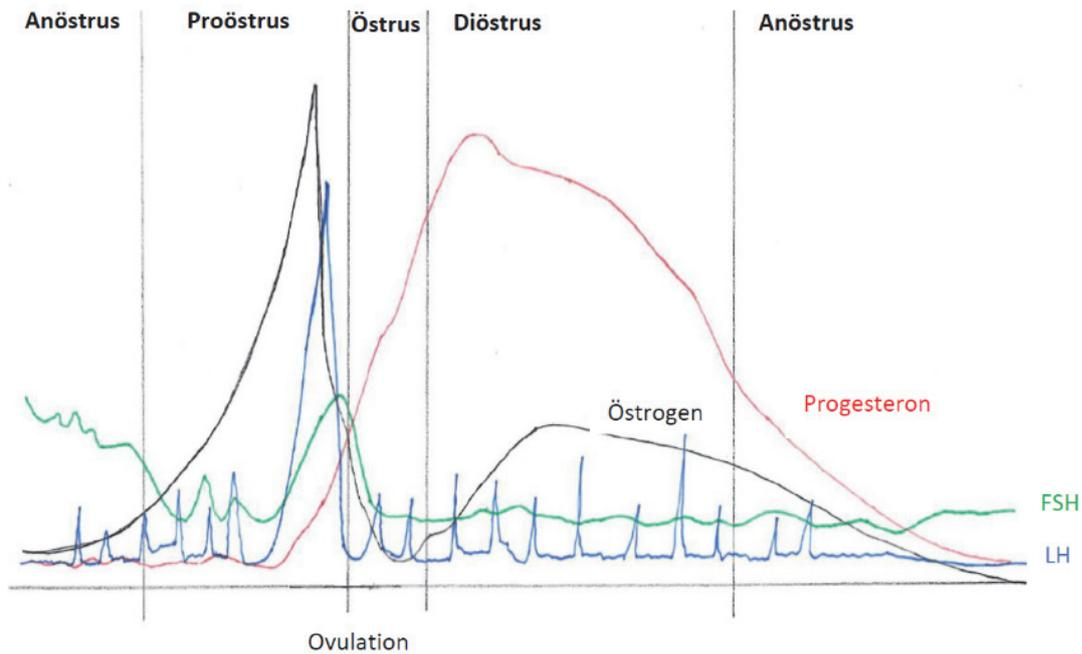 Anöstrus Proöstrus Östrus Diöstrus Anöstrus
Östrogen
Progesteron
FSH
LH
Ovulation